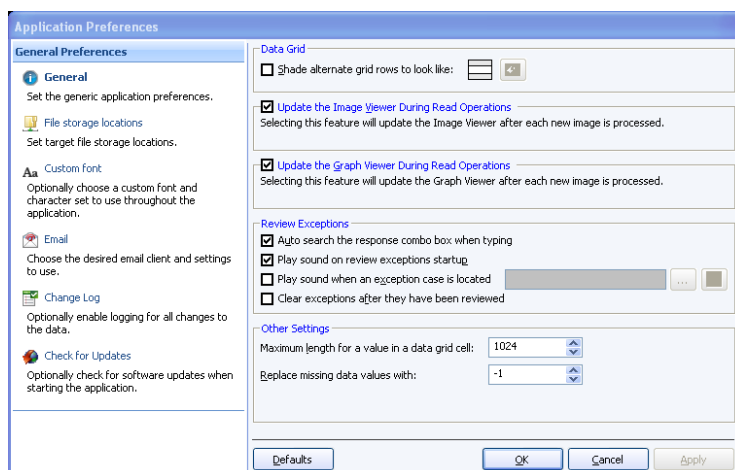 Application Preferences
General Preferences
General
Set the generic application preferences.
File storage locations
Set target file storage locations.
Custom font
Optionally choose a custom font and
character set to use throughout the
application.
Email
Choose the desired email client and settings
to use.
Change Log
Optionally enable logging for all changes to
the data.
Check for Updates
Optionally check for software updates when
starting the application.
Data Grid
Shade alternate grid rows to look like:
Update the Image Viewer During Read Operations
Selecting this feature will update the Image Viewer after each new image is processed.
Update the Graph Viewer During Read Operations
Selecting this feature will update the Graph Viewer after each new image is processed.
Review Exceptions
Auto search the response combo box when typing
Play sound on review exceptions startup
Play sound when an exception case is located ...
Clear exceptions after they have been reviewed
Other Settings
Maximum length for a value in a data grid cell: 1024
Replace missing data values with: -1
Defaults OK Cancel Apply